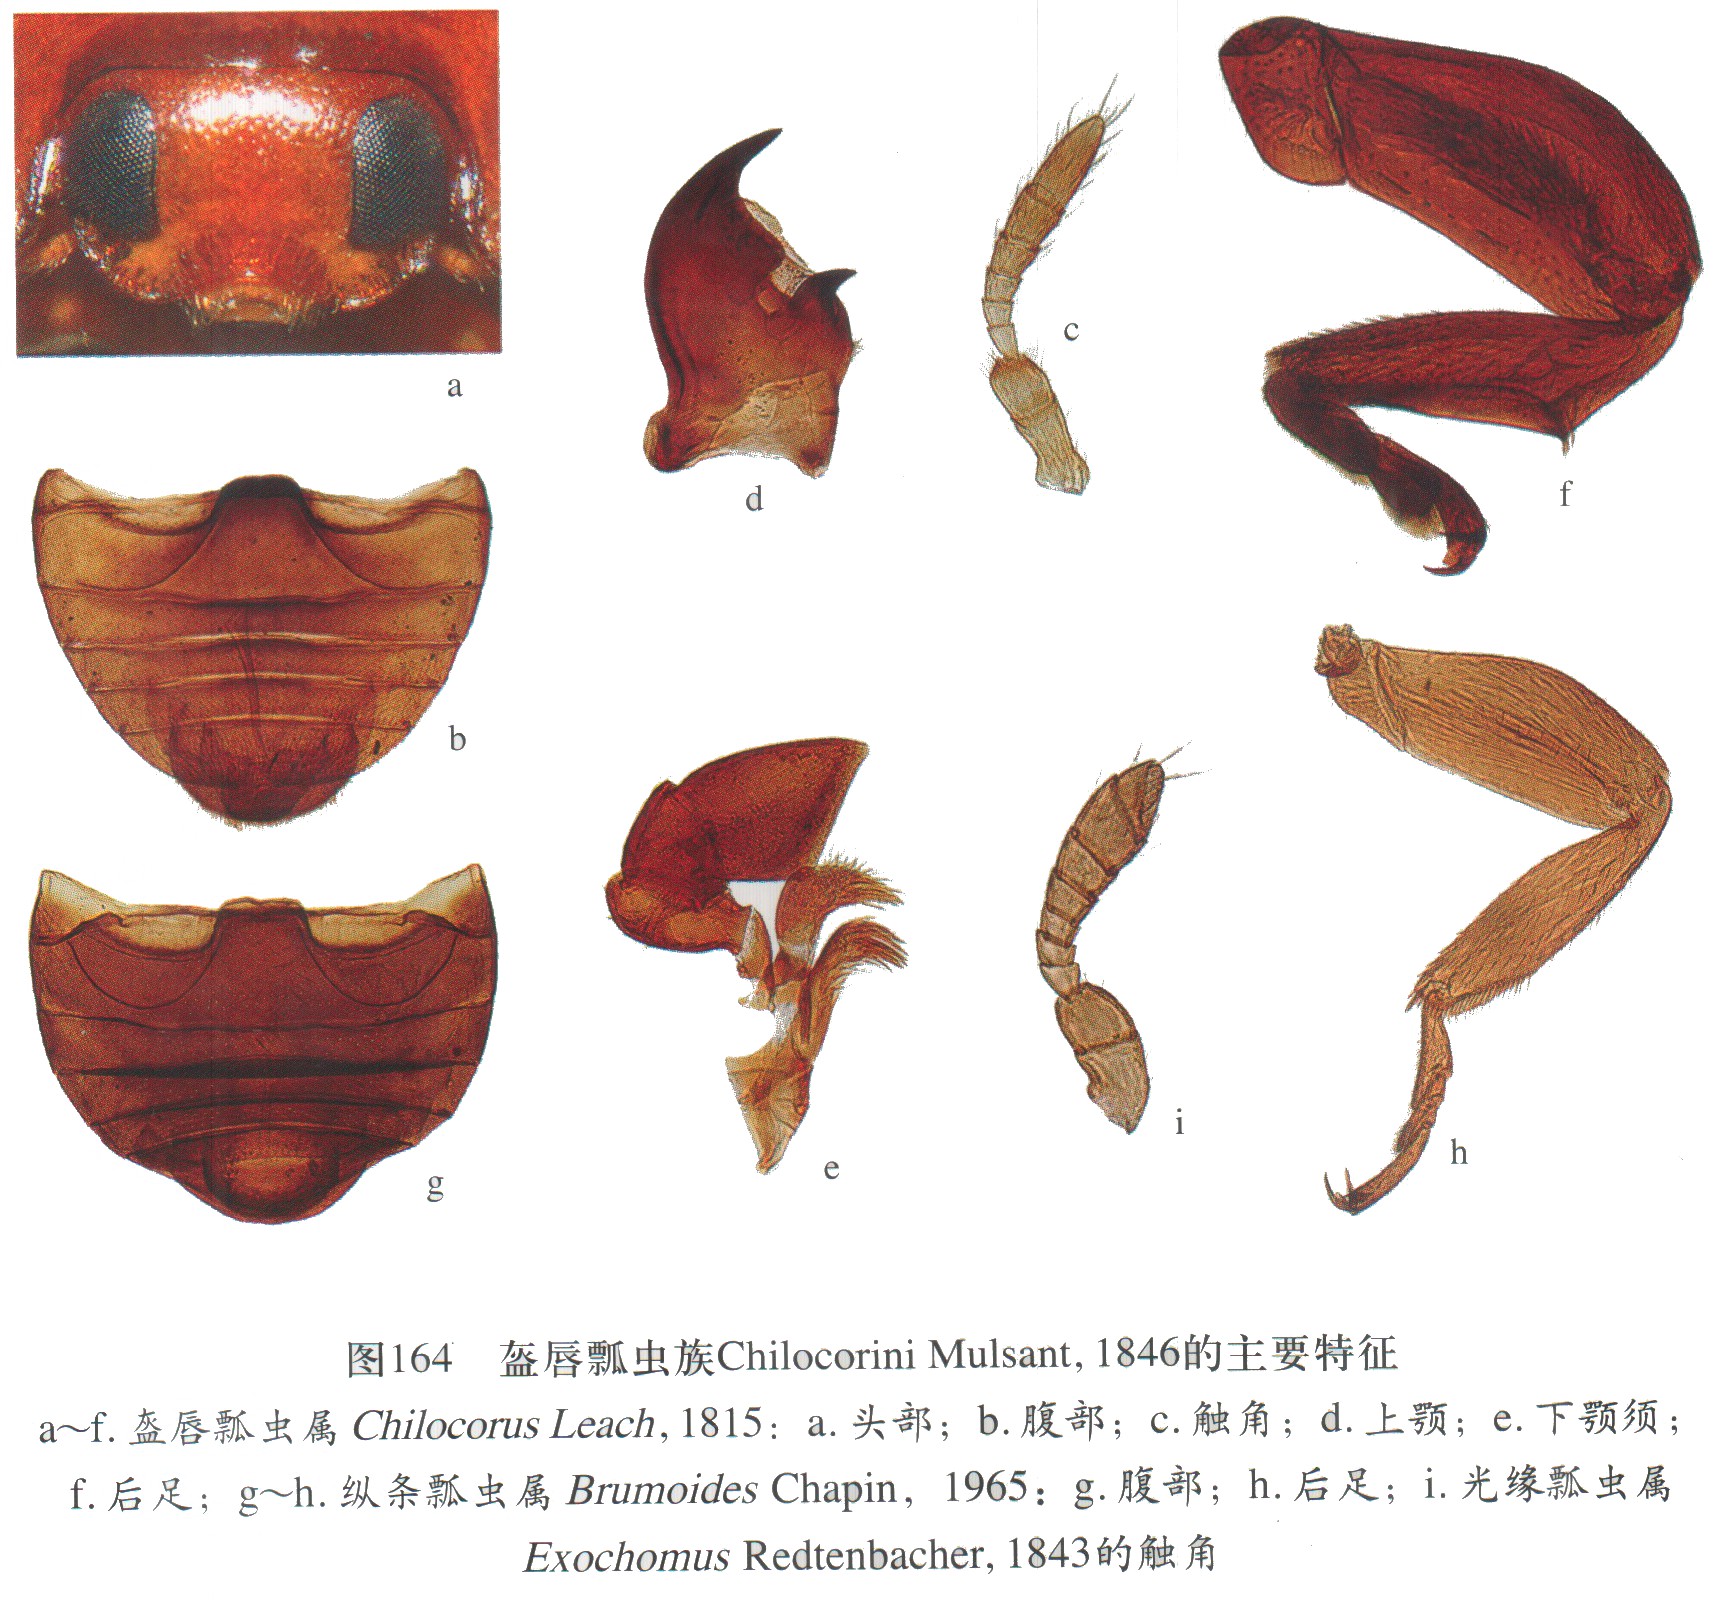 a
d
c
f
b
g
e
i
h
图164 盔唇瓢虫族Chilocorini Mulsant, 1846的主要特征
a~f. 盔唇瓢虫属 Chilocorus Leach, 1815: a. 头部; b. 腹部; c. 触角; d. 上颚; e. 下颚须;
f. 后足; g~h. 纵条瓢虫属 Brumoides Chapin, 1965: g. 腹部; h. 后足; i. 光缘瓢虫属
Exochomus Redtenbacher, 1843的触角